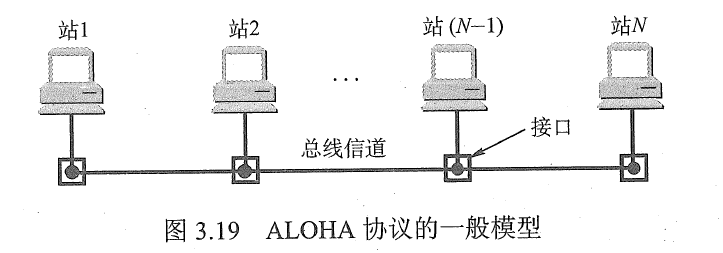 站1
站2
…
站(N−1)
站N
总线信道
接口
图 3.19 ALOHA 协议的一般模型